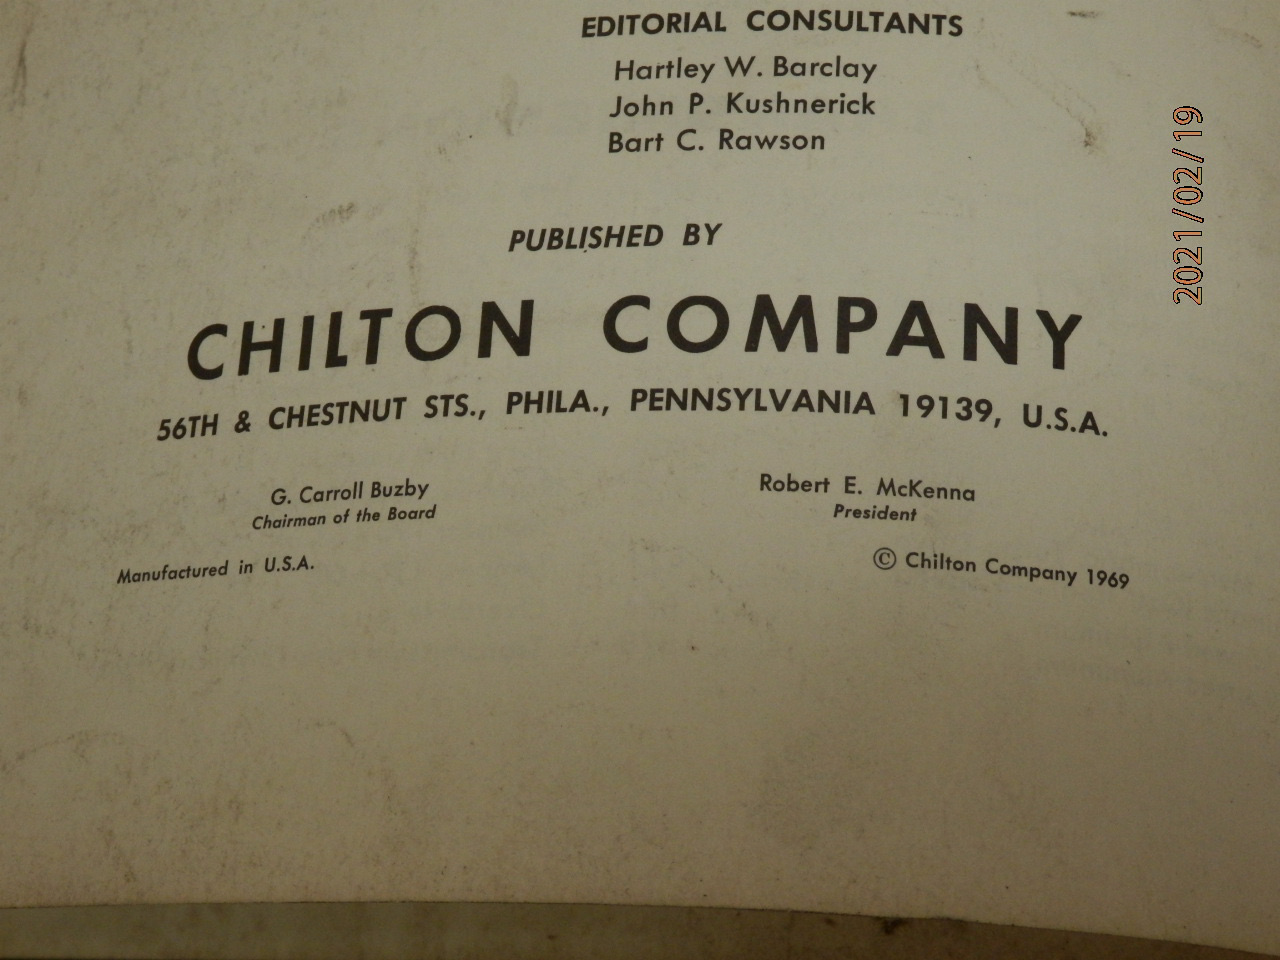 EDITORIAL CONSULTANTS
Hartley W. Barclay
John P. Kushnerick
Bart C. Rawson
PUBLISHED BY
CHILTON COMPANY
56TH & CHESTNUT STS., PHILA., PENNSYLVANIA 19139, U.S.A.
G. Carroll Buzby
Chairman of the Board
Robert E. McKenna
President
Manufactured in U.S.A.
© Chilton Company 1969
2021/02/19